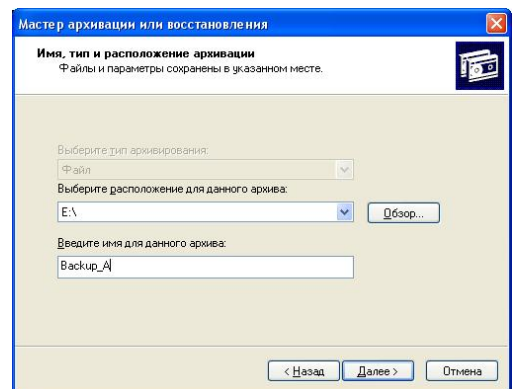 Мастер архивации или восстановления
Имя, тип и расположение архивации
Файлы и параметры сохранены в указанном месте.
Выберите тип архивирования:
Файл
Выберите расположение для данного архива:
E:\
Обзор...
Введите имя для данного архива:
Backup_A
< Назад
Далее >
Отмена